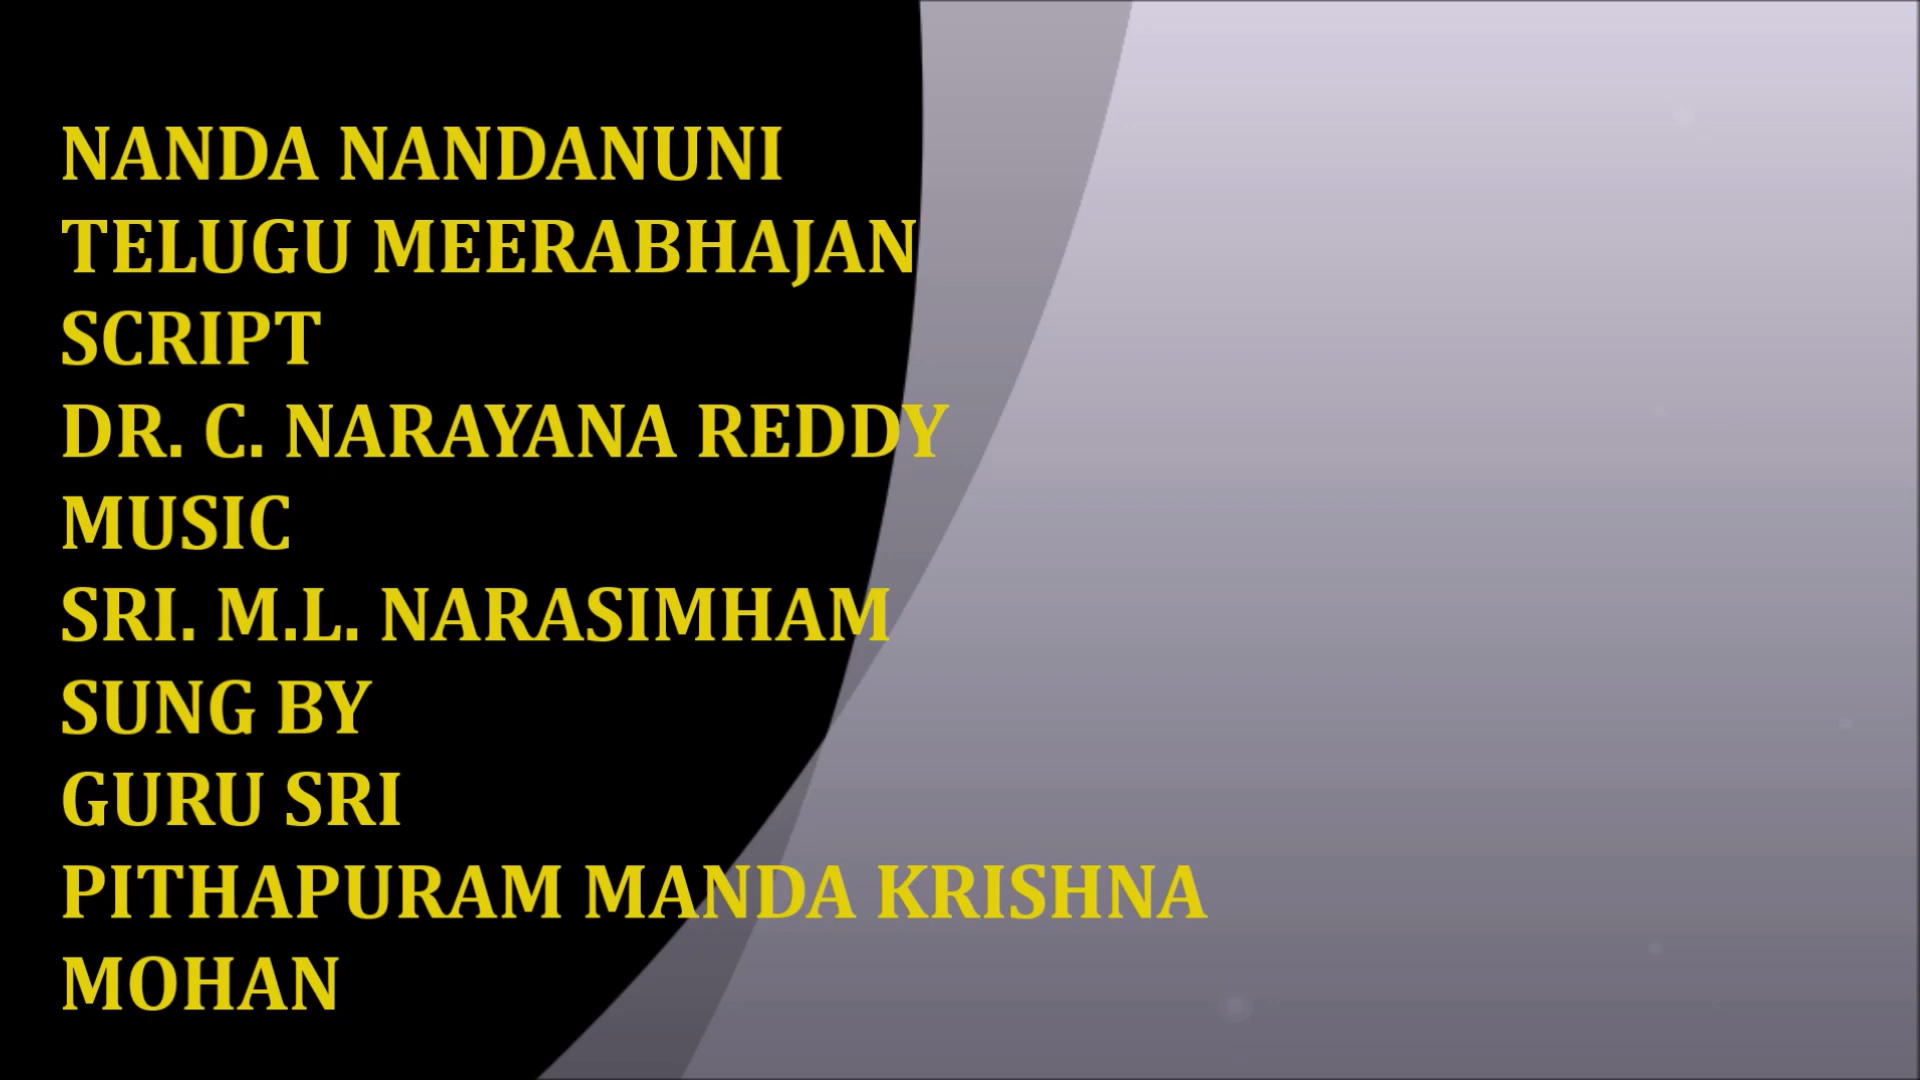 NANDA NANDANUNI
TELUGU MEERABHAJAN
SCRIPT
DR. C. NARAYANA REDDY
MUSIC
SRI. M.L. NARASIMHAM
SUNG BY
GURU SRI
PITHAPURAM MANDA KRISHNA
MOHAN